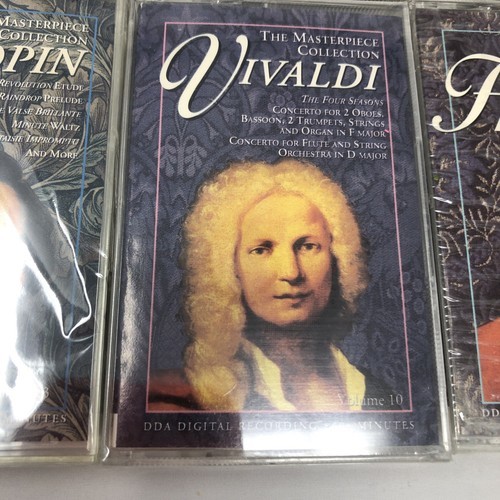 MASTERPIECE
COLLECTION
OPIN
REVOLUTION ETUDE
RAINDROP PRELUDE
VALSE BRILLANTE
MINUTE WALTZ
IMPROMPTU
AND MORE
THE MASTERPIECE
COLLECTION
VIVALDI
THE FOUR SEASONS
CONCERTO FOR 2 OBOES,
BASSOON, 2 TRUMPETS, STRINGS
AND ORGAN IN F MAJOR
CONCERTO FOR FLUTE AND STRING
ORCHESTRA IN D MAJOR
Volume 10
DDA DIGITAL RECORDING MINUTES
DD